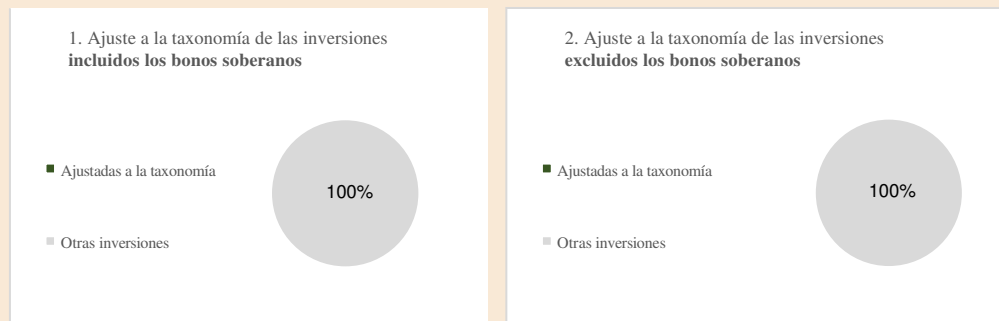 1. Ajuste a la taxonomía de las inversiones
incluidos los bonos soberanos
Ajustadas a la taxonomía
100%
Otras inversiones
2. Ajuste a la taxonomía de las inversiones
excluidos los bonos soberanos
Ajustadas a la taxonomía
100%
Otras inversiones